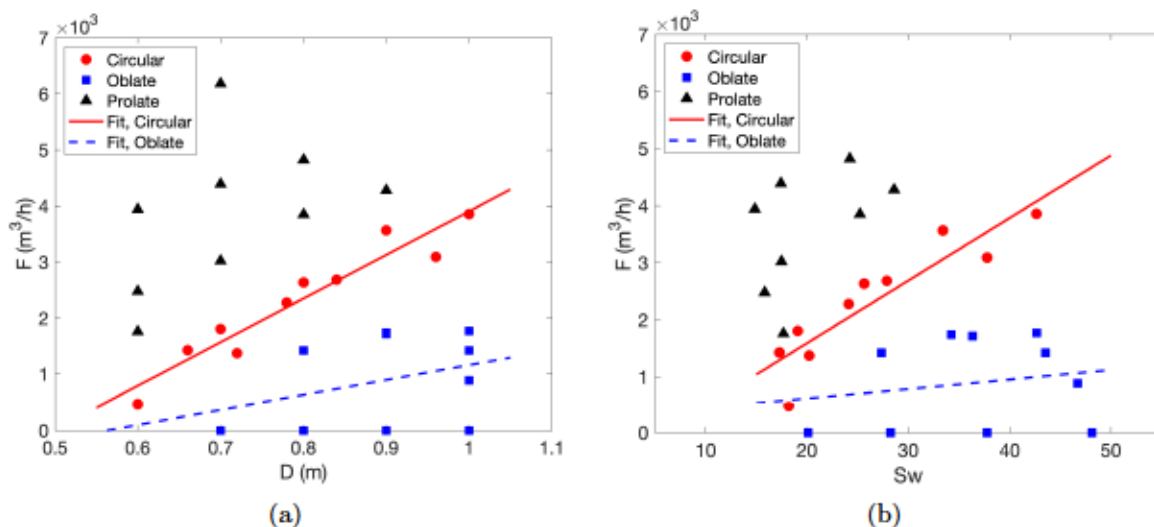 ×10³
7
6
5
4
3
2
1
0
F (m³/h)
Circular
Oblate
Prolate
Fit, Circular
Fit, Oblate
0.5 0.6 0.7 0.8 0.9 1 1.1
D (m)
(a)
×10³
7
6
5
4
3
2
1
0
F (m³/h)
Circular
Oblate
Prolate
Fit, Circular
Fit, Oblate
10 20 30 40 50
Sw
(b)